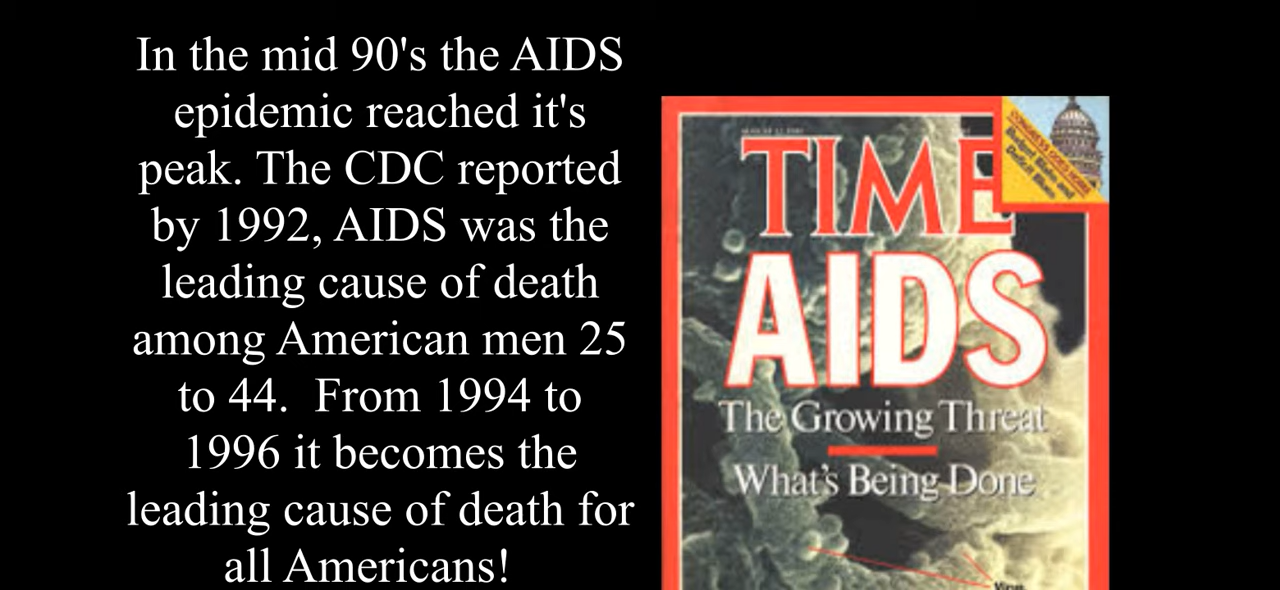 In the mid 90's the AIDS
epidemic reached it's
peak. The CDC reported
by 1992, AIDS was the
leading cause of death
among American men 25
to 44.  From 1994 to
1996 it becomes the
leading cause of death for
all Americans!
TIME
AIDS
The Growing Threat
What's Being Done
Virus